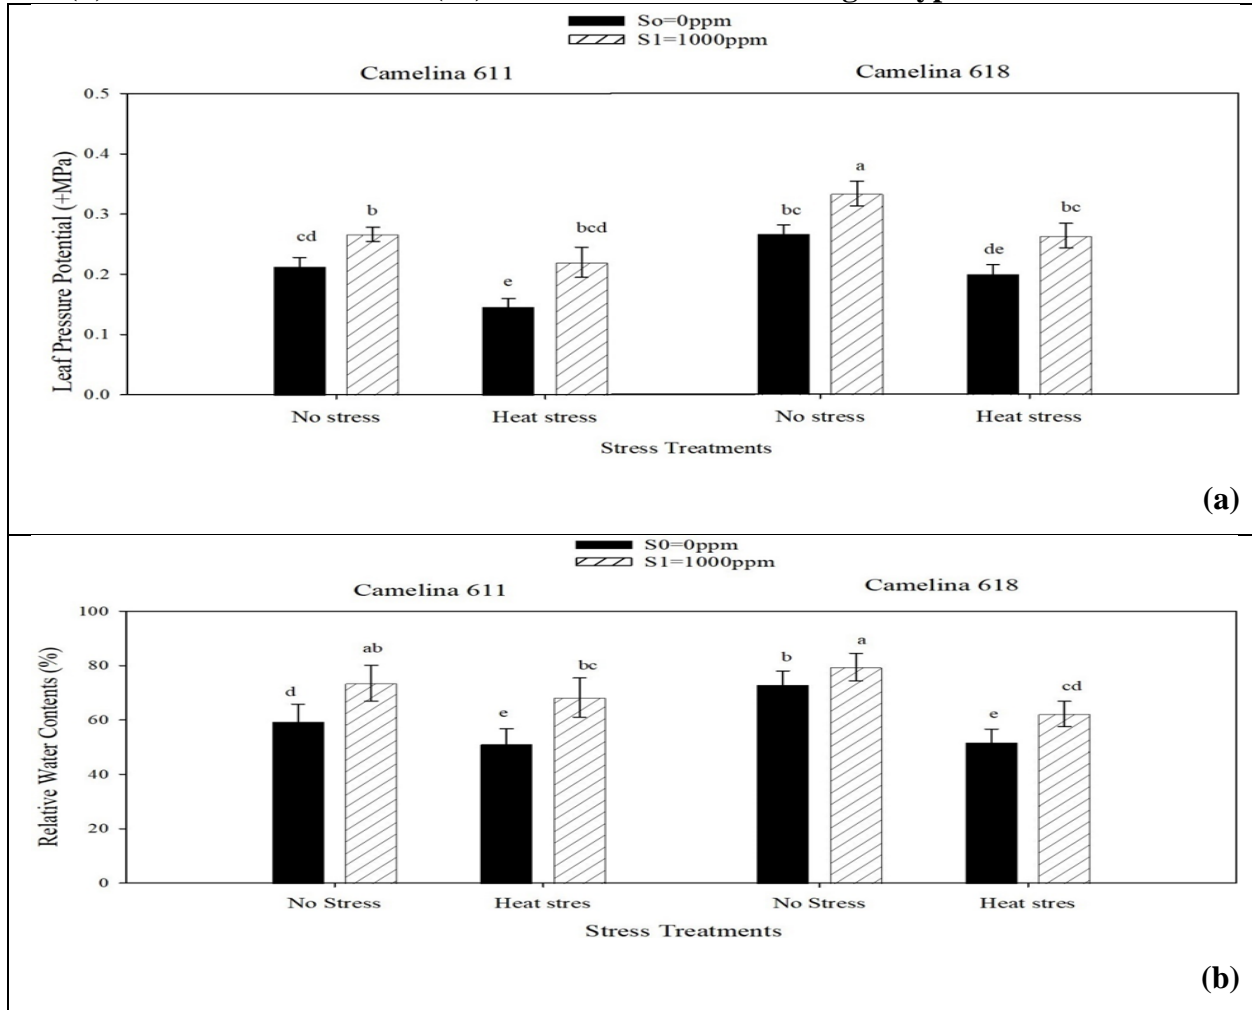 So=0ppm
S1=1000ppm
Camelina 611
Camelina 618
Leaf Pressure Potential (+MPa)
0.5
0.4
0.3
0.2
0.1
0.0
cd
b
e
bcd
bc
a
de
bc
No stress
Heat stress
No stress
Heat stress
Stress Treatments
(a)
S0=0ppm
S1=1000ppm
Camelina 611
Camelina 618
Relative Water Contents (%)
100
80
60
40
20
0
d
ab
e
bc
b
a
e
cd
No Stress
Heat stres
No Stress
Heat stres
Stress Treatments
(b)